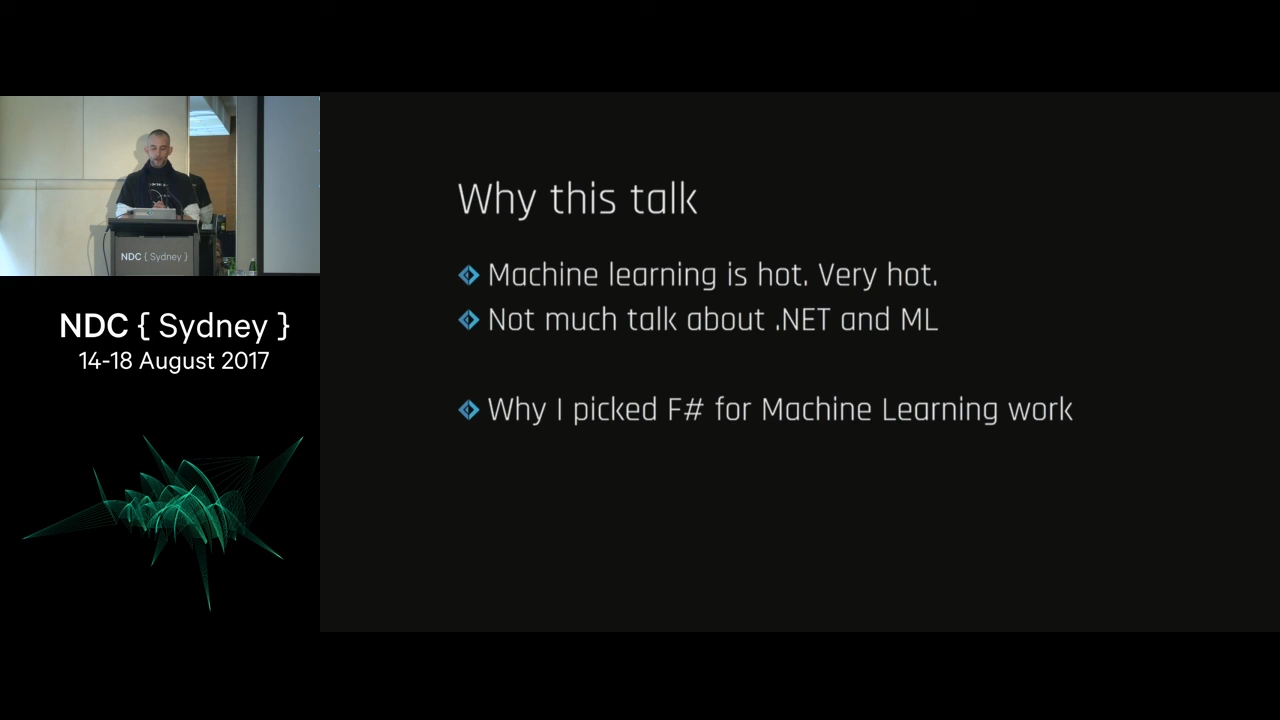 NDC { Sydney }
NDC { Sydney }
14-18 August 2017
Why this talk
Machine learning is hot. Very hot.
Not much talk about .NET and ML
Why I picked F# for Machine Learning work